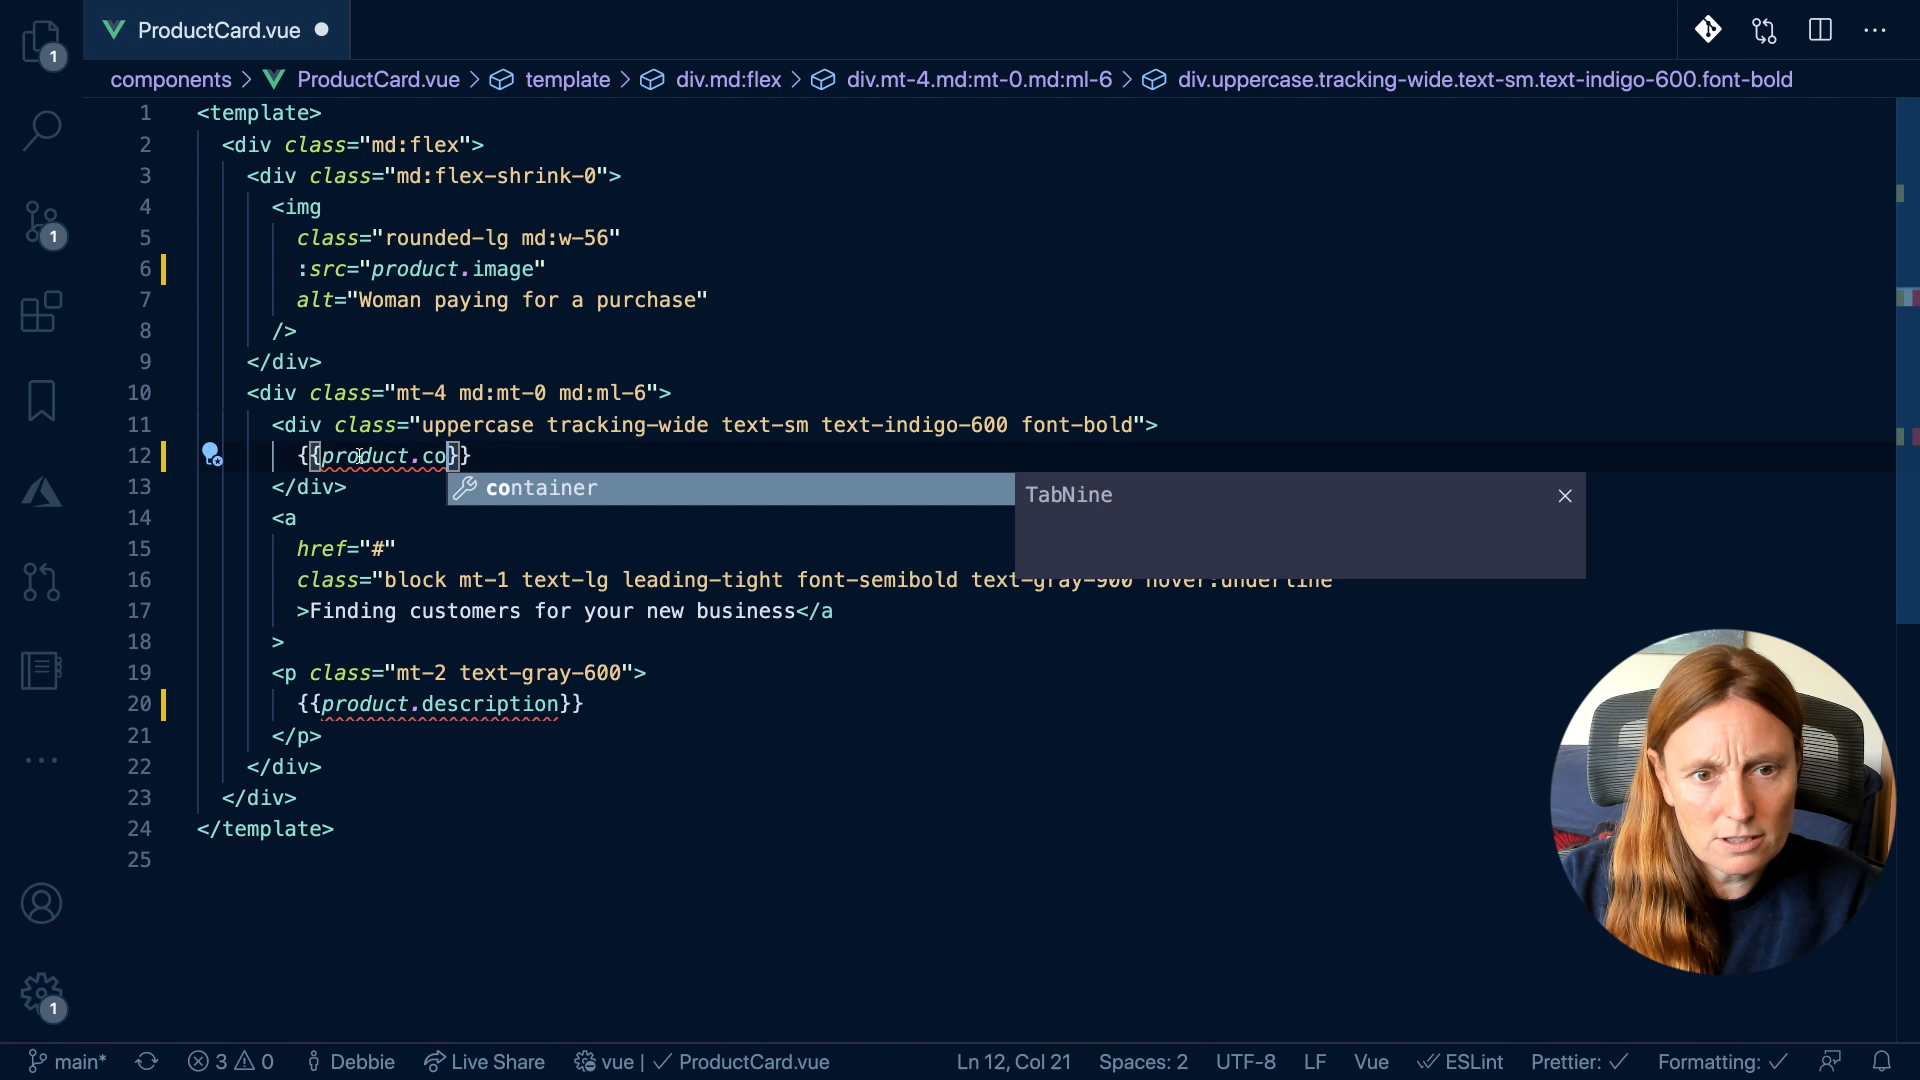 ProductCard.vue
1
components > ProductCard.vue > template > div.md:flex > div.mt-4.md:mt-0.md:ml-6 > div.uppercase.tracking-wide.text-sm.text-indigo-600.font-bold
1 <template>
2 <div class="md:flex">
3 <div class="md:flex-shrink-0">
4 <img
5 class="rounded-lg md:w-56"
1
6 :src="product.image"
7 alt="Woman paying for a purchase"
8 />
9 </div>
10 <div class="mt-4 md:mt-0 md:ml-6">
11 <div class="uppercase tracking-wide text-sm text-indigo-600 font-bold">
12 {{product.co}}
13 </div>
container
TabNine
14 <a
15 href="#"
16 class="block mt-1 text-lg leading-tight font-semibold text-gray-900 hover:underline
17 >Finding customers for your new business</a
18 >
19 <p class="mt-2 text-gray-600">
20 {{product.description}}
21 </p>
22 </div>
23 </div>
24 </template>
25
1
main* 3 0 Debbie Live Share vue | ProductCard.vue Ln 12, Col 21 Spaces: 2 UTF-8 LF Vue ESLint Prettier: Formatting: